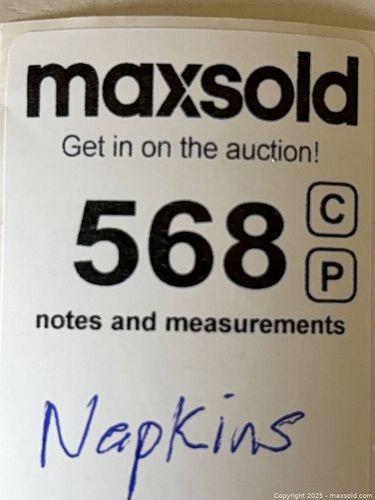 maxsold
Get in on the auction!
568 C
P
notes and measurements
Napkins
Copyright © 2025 - maxsold.com